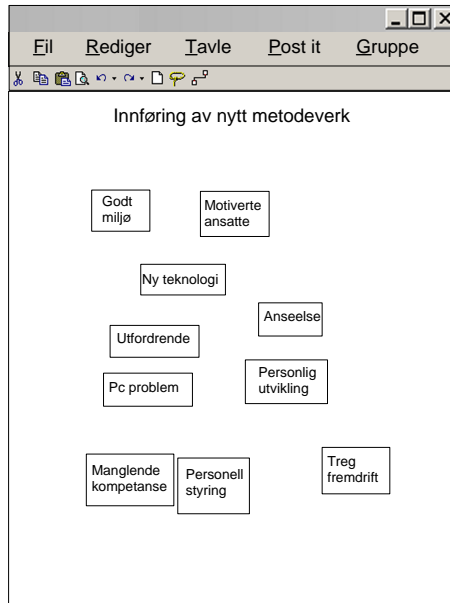 Fil Rediger Tavle Post it Gruppe
Innføring av nytt metodeverk
Godt
miljø
Motiverte
ansatte
Ny teknologi
Anseelse
Utfordrende
Personlig
utvikling
Pc problem
Manglende
kompetanse
Personell
styring
Treg
fremdrift